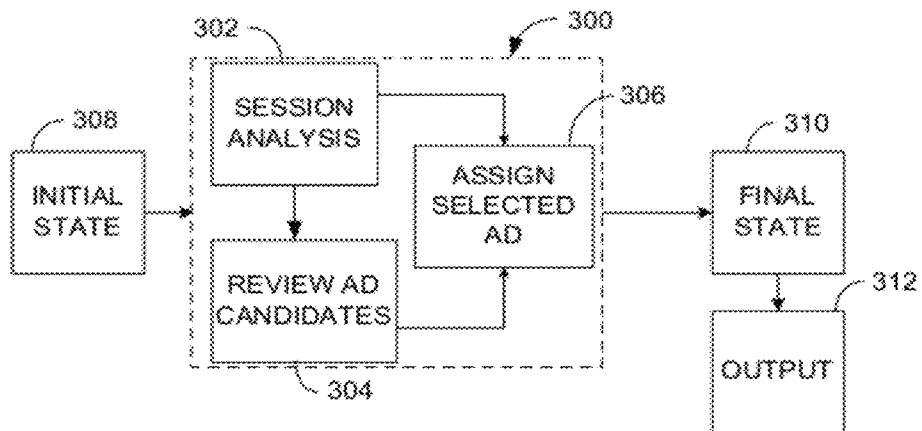 302
300
SESSION
ANALYSIS
306
308
INITIAL
STATE
ASSIGN
SELECTED
AD
310
FINAL
STATE
REVIEW AD
CANDIDATES
304
312
OUTPUT